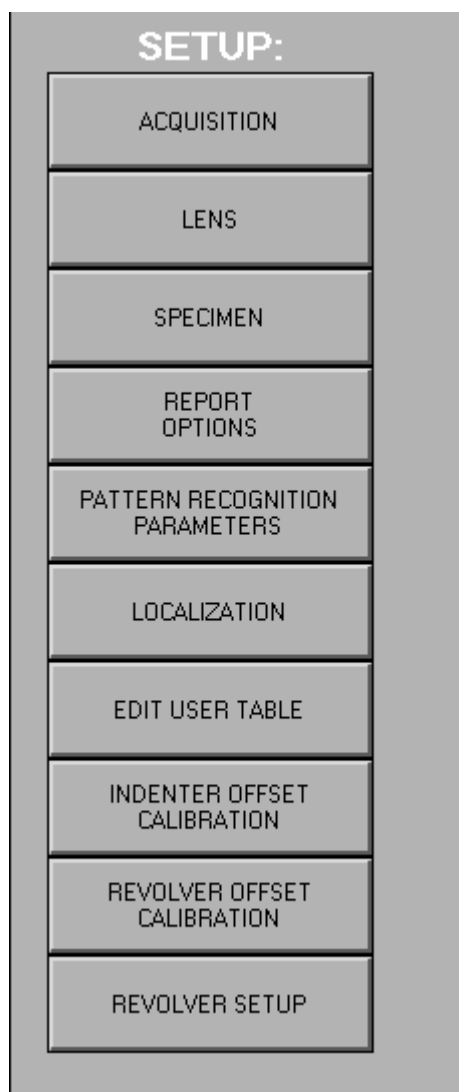 SETUP:
ACQUISITION
LENS
SPECIMEN
REPORT
OPTIONS
PATTERN RECOGNITION
PARAMETERS
LOCALIZATION
EDIT USER TABLE
INDENTER OFFSET
CALIBRATION
REVOLVER OFFSET
CALIBRATION
REVOLVER SETUP